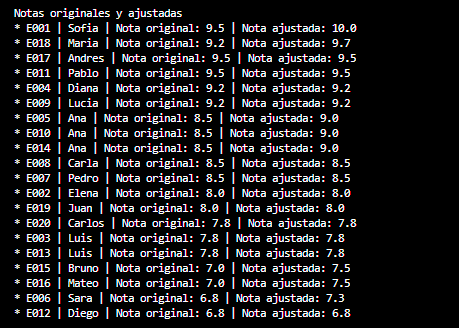 Notas originales y ajustadas
* E001 | Sofia | Nota original: 9.5 | Nota ajustada: 10.0
* E018 | Maria | Nota original: 9.2 | Nota ajustada: 9.7
* E017 | Andres | Nota original: 9.5 | Nota ajustada: 9.5
* E011 | Pablo | Nota original: 9.5 | Nota ajustada: 9.5
* E004 | Diana | Nota original: 9.2 | Nota ajustada: 9.2
* E009 | Lucia | Nota original: 9.2 | Nota ajustada: 9.2
* E005 | Ana | Nota original: 8.5 | Nota ajustada: 9.0
* E010 | Ana | Nota original: 8.5 | Nota ajustada: 9.0
* E014 | Ana | Nota original: 8.5 | Nota ajustada: 9.0
* E008 | Carla | Nota original: 8.5 | Nota ajustada: 8.5
* E007 | Pedro | Nota original: 8.5 | Nota ajustada: 8.5
* E002 | Elena | Nota original: 8.0 | Nota ajustada: 8.0
* E019 | Juan | Nota original: 8.0 | Nota ajustada: 8.0
* E020 | Carlos | Nota original: 7.8 | Nota ajustada: 7.8
* E003 | Luis | Nota original: 7.8 | Nota ajustada: 7.8
* E013 | Luis | Nota original: 7.8 | Nota ajustada: 7.8
* E015 | Bruno | Nota original: 7.0 | Nota ajustada: 7.5
* E016 | Mateo | Nota original: 7.0 | Nota ajustada: 7.5
* E006 | Sara | Nota original: 6.8 | Nota ajustada: 7.3
* E012 | Diego | Nota original: 6.8 | Nota ajustada: 6.8